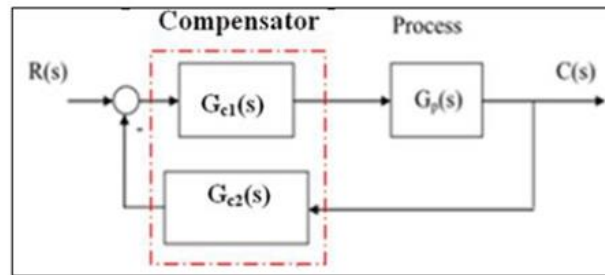 Compensator
Process
R(s)
C(s)
Gc1(s)
Gp(s)
-
Gc2(s)